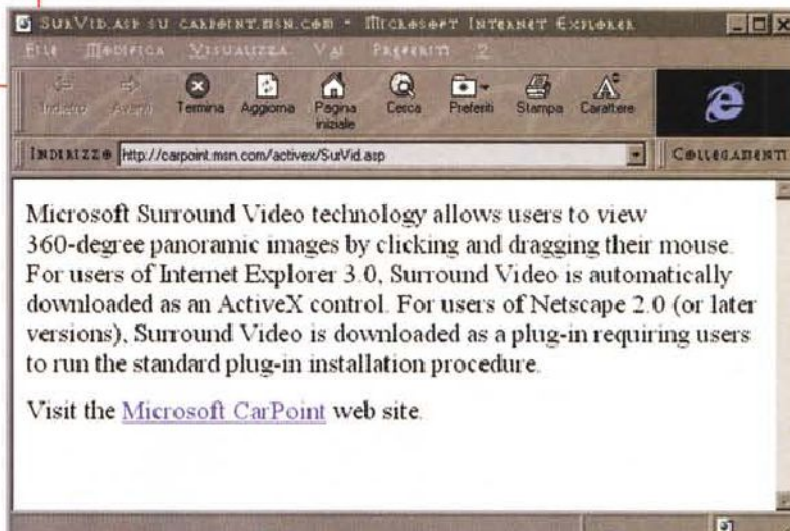 SurVid.asp su carpoint.msn.com - Microsoft Internet Explorer
File Modifica Visualizza Vai Preferiti ?
Indietro Avanti Termina Aggiorna Pagina iniziale Cerca Preferiti Stampa Carattere
Indirizzo http://carpoint.msn.com/activex/SurVid.asp Collegamenti
Microsoft Surround Video technology allows users to view
360-degree panoramic images by clicking and dragging their mouse.
For users of Internet Explorer 3.0, Surround Video is automatically
downloaded as an ActiveX control. For users of Netscape 2.0 (or later
versions), Surround Video is downloaded as a plug-in requiring users
to run the standard plug-in installation procedure.
Visit the Microsoft CarPoint web site.